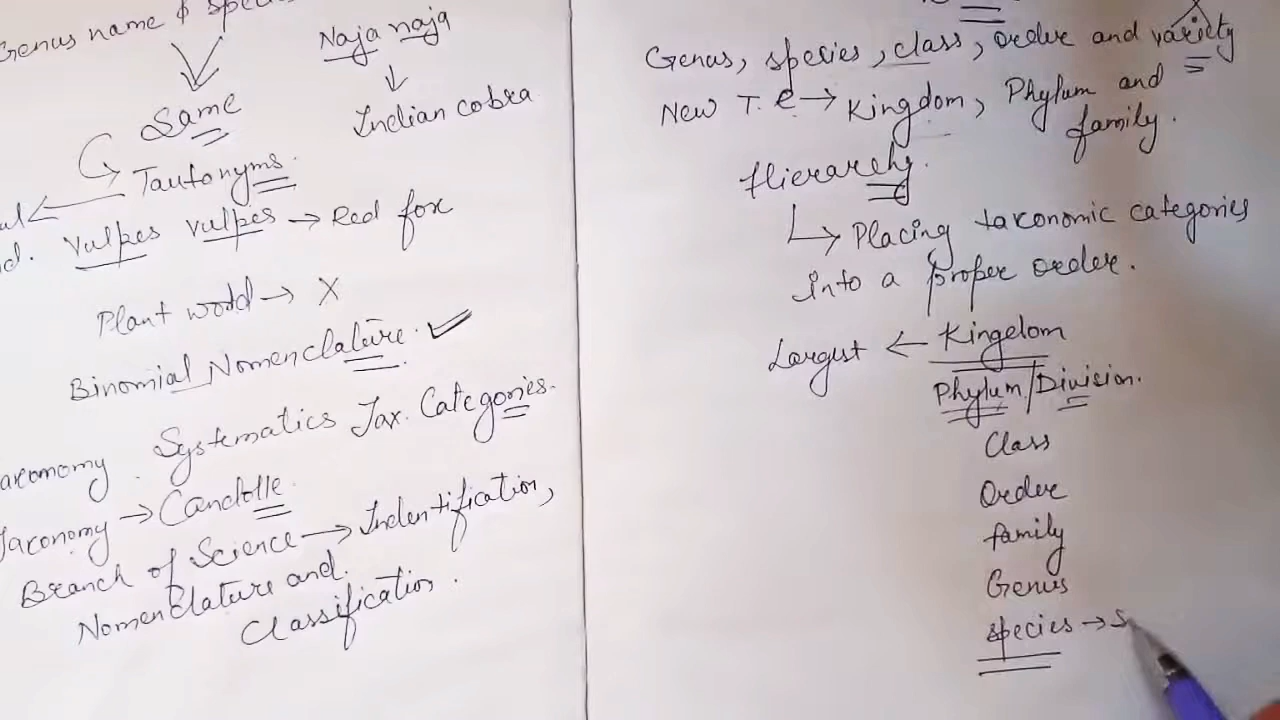 Genus name & species
Naja naja
Same
Indian cobra
Tautonyms.
Vulpes vulpes → Red fox
Plant world → X
Binomial Nomenclature. ✓
Taxonomy. Systematics Tax. Categories.
Taxonomy → Candolle.
Branch of Science → Indentification,
Nomenclature and
Classification.
Genus, species, class, order and variety
New T. C → Kingdom, Phylum and
family.
Hierarchy.
↳ Placing taxonomic categories
into a proper order.
Largest ← Kingdom
Phylum/Division.
Class
Order
family
Genus
species → S